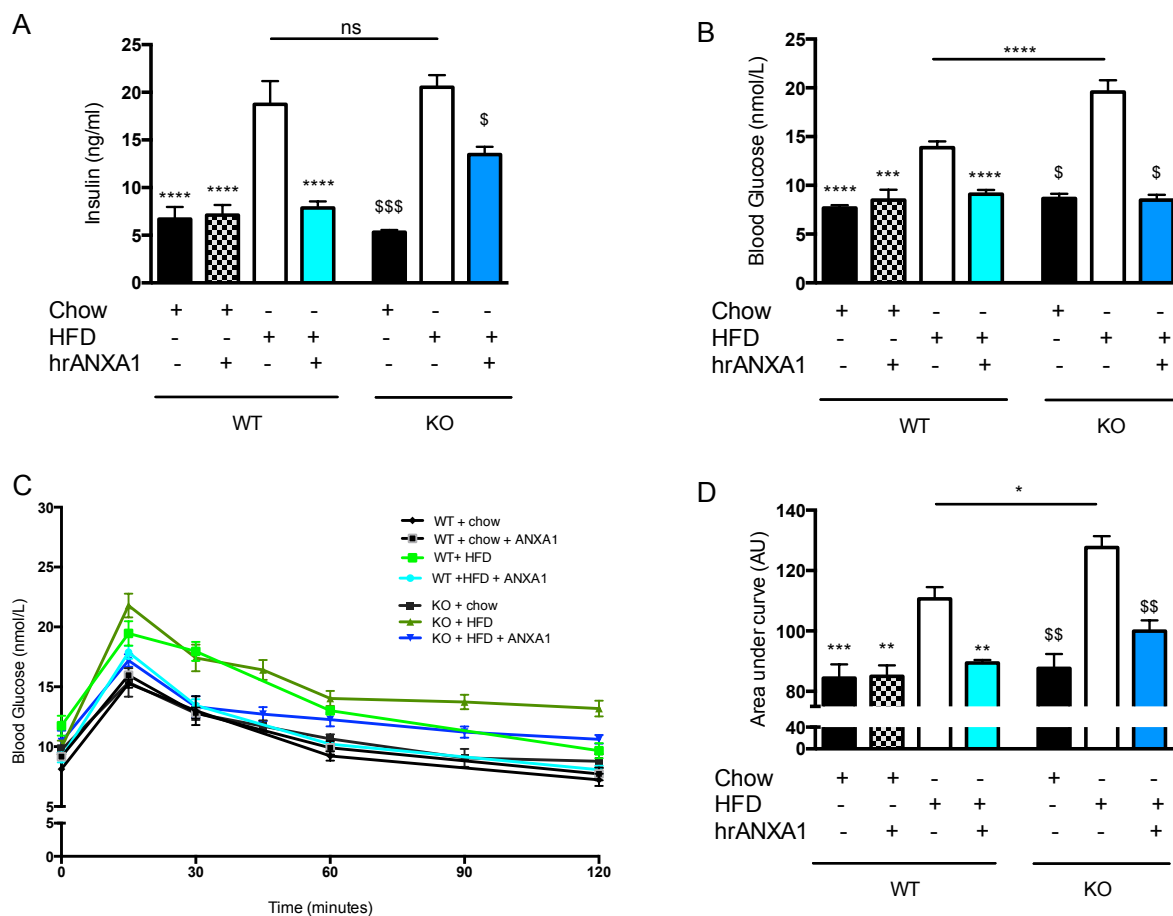 A
ns
Insulin (ng/ml)
25
20
15
10
5
0
**** **** **** $$$ $
Chow + + - - + - -
HFD - - + + - + +
hrANXA1 - + - + - - +
WT KO
B
****
Blood Glucose (nmol/L)
25
20
15
10
5
0
**** *** **** $ $
Chow + + - - + - -
HFD - - + + - + +
hrANXA1 - + - + - - +
WT KO
C
Blood Glucose (nmol/L)
30
25
20
15
10
5
5
0
0 30 60 90 120
Time (minutes)
WT + chow
WT + chow + ANXA1
WT+ HFD
WT +HFD + ANXA1
KO + chow
KO + HFD
KO + HFD + ANXA1
D
*
Area under curve (AU)
140
120
100
80
40
0
*** ** ** $$ $$
Chow + + - - + - -
HFD - - + + - + +
hrANXA1 - + - + - - +
WT KO